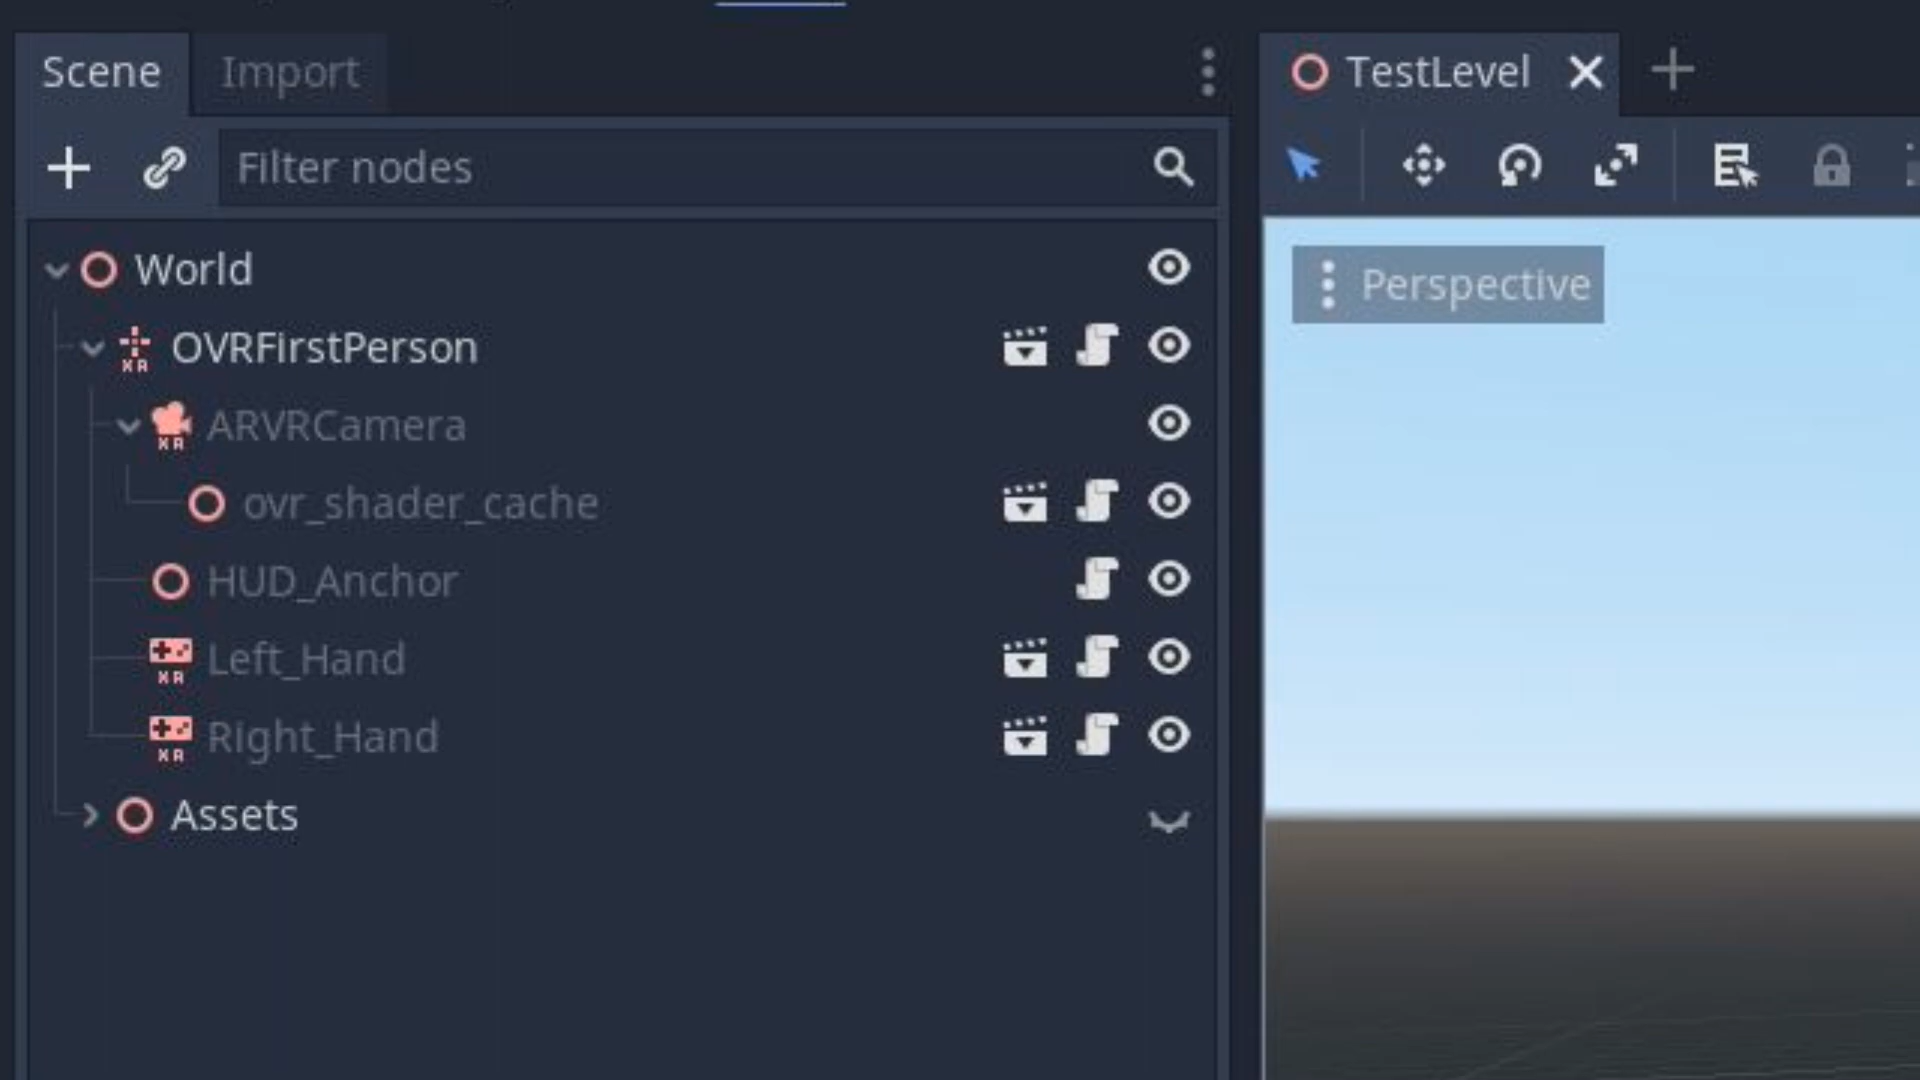 Scene Import
Filter nodes
World
OVRFirstPerson
ARVRCamera
ovr_shader_cache
HUD_Anchor
Left_Hand
Right_Hand
Assets
TestLevel
Perspective